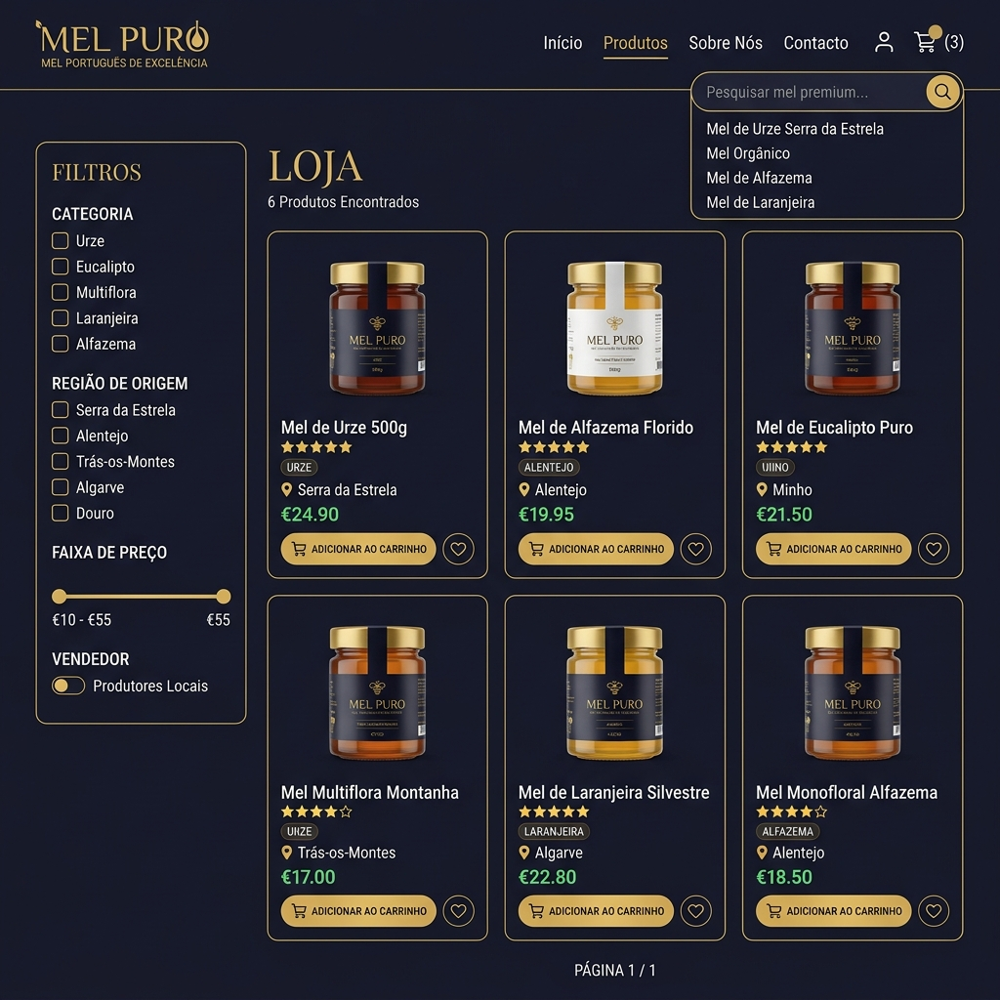 MEL PURO
MEL PORTUGUÊS DE EXCELÊNCIA
Início Produtos Sobre Nós Contacto (3)
Pesquisar mel premium...
Mel de Urze Serra da Estrela
Mel Orgânico
Mel de Alfazema
Mel de Laranjeira
FILTROS
CATEGORIA
Urze
Eucalipto
Multiflora
Laranjeira
Alfazema
REGIÃO DE ORIGEM
Serra da Estrela
Alentejo
Trás-os-Montes
Algarve
Douro
FAIXA DE PREÇO
€10 - €55 €55
VENDEDOR
Produtores Locais
LOJA
6 Produtos Encontrados
MEL PURO
Mel de Urze 500g
URZE
Serra da Estrela
€24.90
ADICIONAR AO CARRINHO
MEL PURO
Mel de Alfazema Florido
ALENTEJO
Alentejo
€19.95
ADICIONAR AO CARRINHO
MEL PURO
Mel de Eucalipto Puro
Minho
€21.50
ADICIONAR AO CARRINHO
MEL PURO
Mel Multiflora Montanha
Trás-os-Montes
€17.00
ADICIONAR AO CARRINHO
MEL PURO
Mel de Laranjeira Silvestre
LARANJEIRA
Algarve
€22.80
ADICIONAR AO CARRINHO
MEL PURO
Mel Monofloral Alfazema
ALFAZEMA
Alentejo
€18.50
ADICIONAR AO CARRINHO
PÁGINA 1 / 1